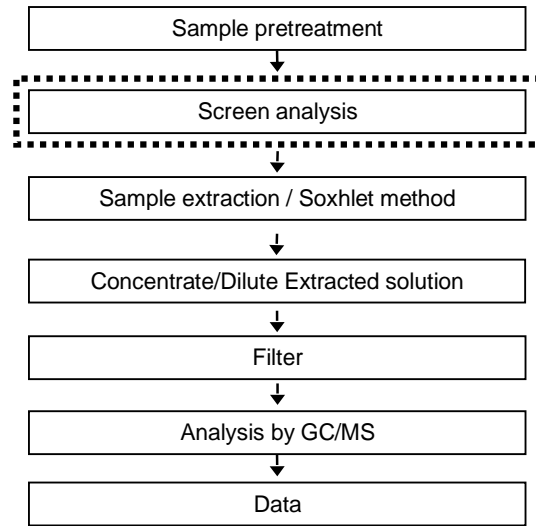 Sample pretreatment
Screen analysis
Sample extraction / Soxhlet method
Concentrate/Dilute Extracted solution
Filter
Analysis by GC/MS
Data